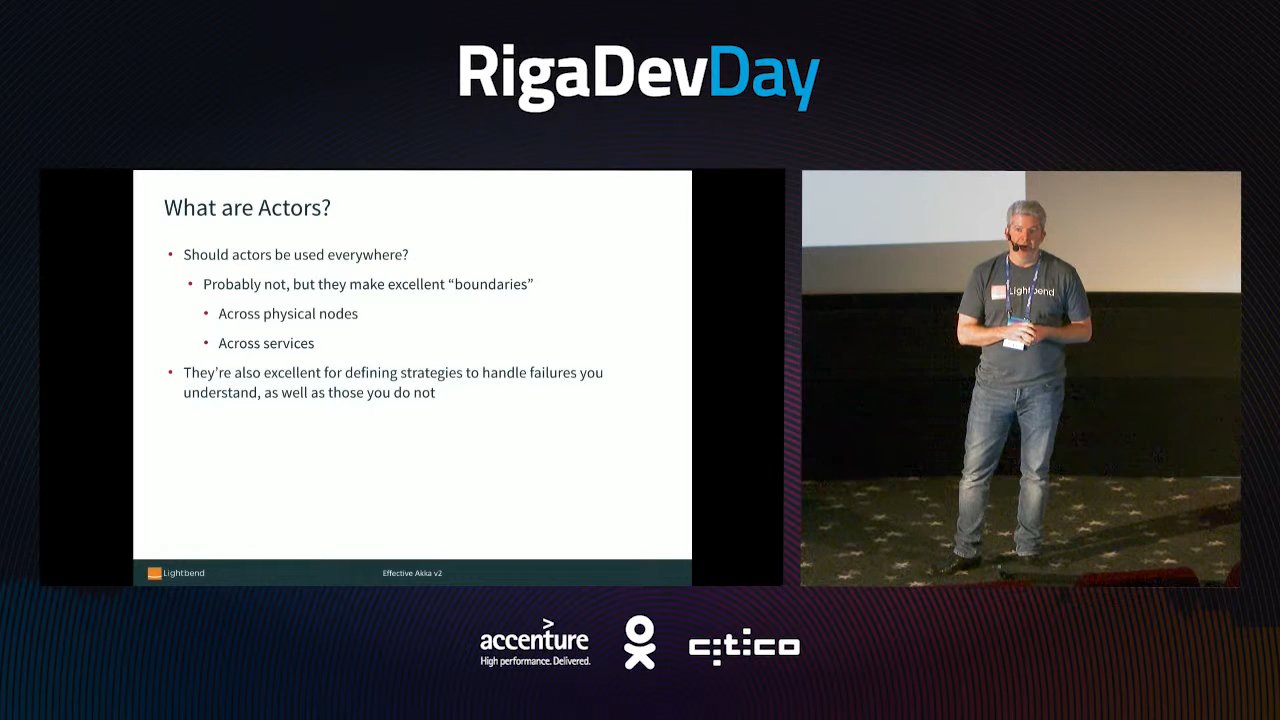 RigaDevDay
What are Actors?
• Should actors be used everywhere?
• Probably not, but they make excellent “boundaries”
• Across physical nodes
• Across services
• They’re also excellent for defining strategies to handle failures you
understand, as well as those you do not
Lightbend
Effective Akka v2
Lightbend
accenture
High performance. Delivered.
citico